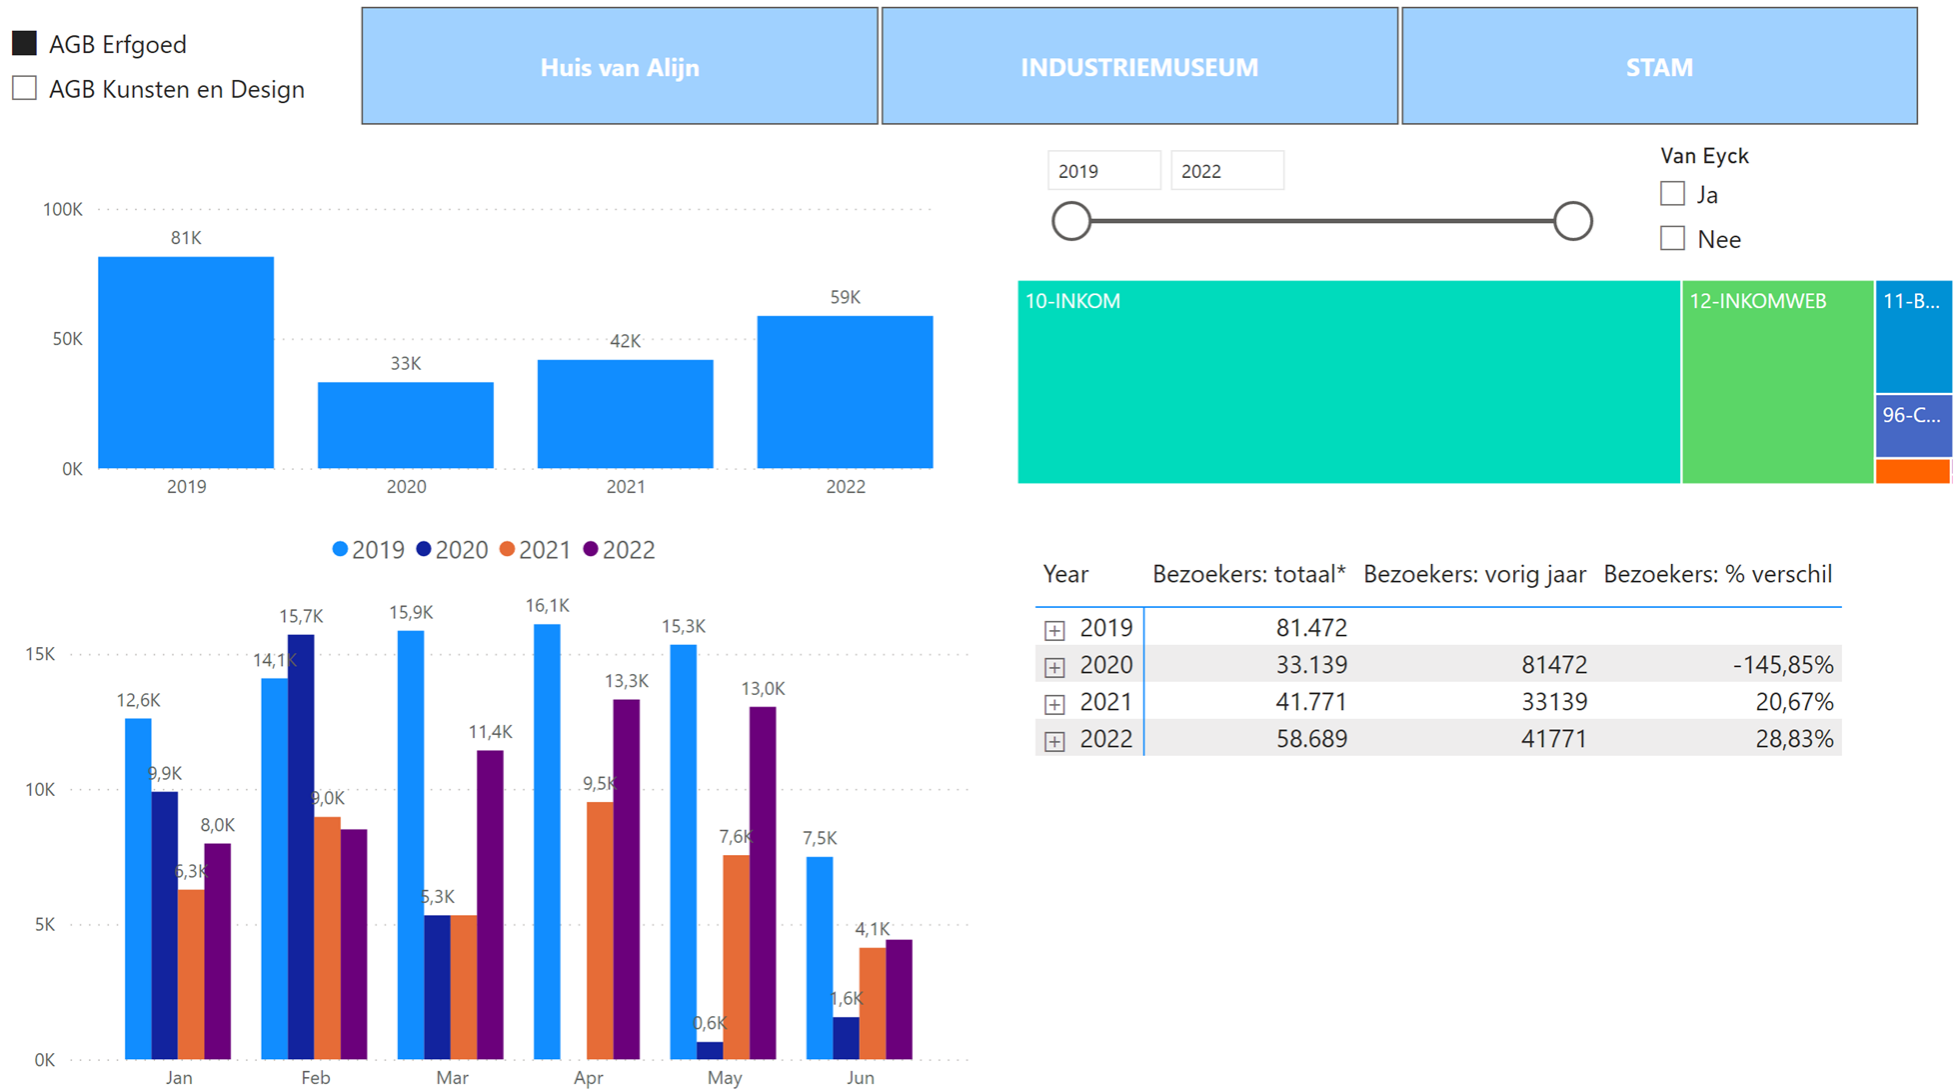 AGB Erfgoed
AGB Kunsten en Design
Huis van Alijn
INDUSTRIEMUSEUM
STAM
2019 2022
Van Eyck
Ja
Nee
100K
50K
0K
81K
33K
42K
59K
2019 2020 2021 2022
10-INKOM
12-INKOMWEB
11-B...
96-C...
2019 2020 2021 2022
15K
10K
5K
0K
12,6K
9,9K
6,3K
8,0K
14,1K
15,7K
9,0K
15,9K
5,3K
11,4K
16,1K
9,5K
13,3K
15,3K
0,6K
7,6K
13,0K
7,5K
1,6K
4,1K
Jan Feb Mar Apr May Jun
Year Bezoekers: totaal* Bezoekers: vorig jaar Bezoekers: % verschil
2019 81.472
2020 33.139 81472 -145,85%
2021 41.771 33139 20,67%
2022 58.689 41771 28,83%